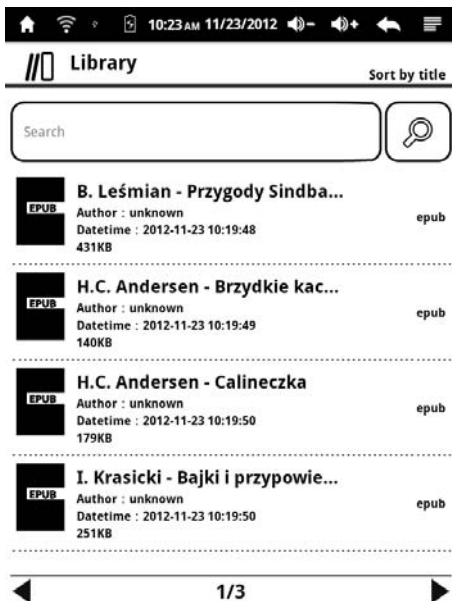 10:23 AM 11/23/2012
Library
Sort by title
Search
B. Leśmian - Przygody Sindba...
EPUB
Author : unknown
epub
Datetime : 2012-11-23 10:19:48
431KB
H.C. Andersen - Brzydkie kac...
EPUB
Author : unknown
epub
Datetime : 2012-11-23 10:19:49
140KB
H.C. Andersen - Calineczka
EPUB
Author : unknown
epub
Datetime : 2012-11-23 10:19:50
179KB
I. Krasicki - Bajki i przypowie...
EPUB
Author : unknown
epub
Datetime : 2012-11-23 10:19:50
251KB
1/3